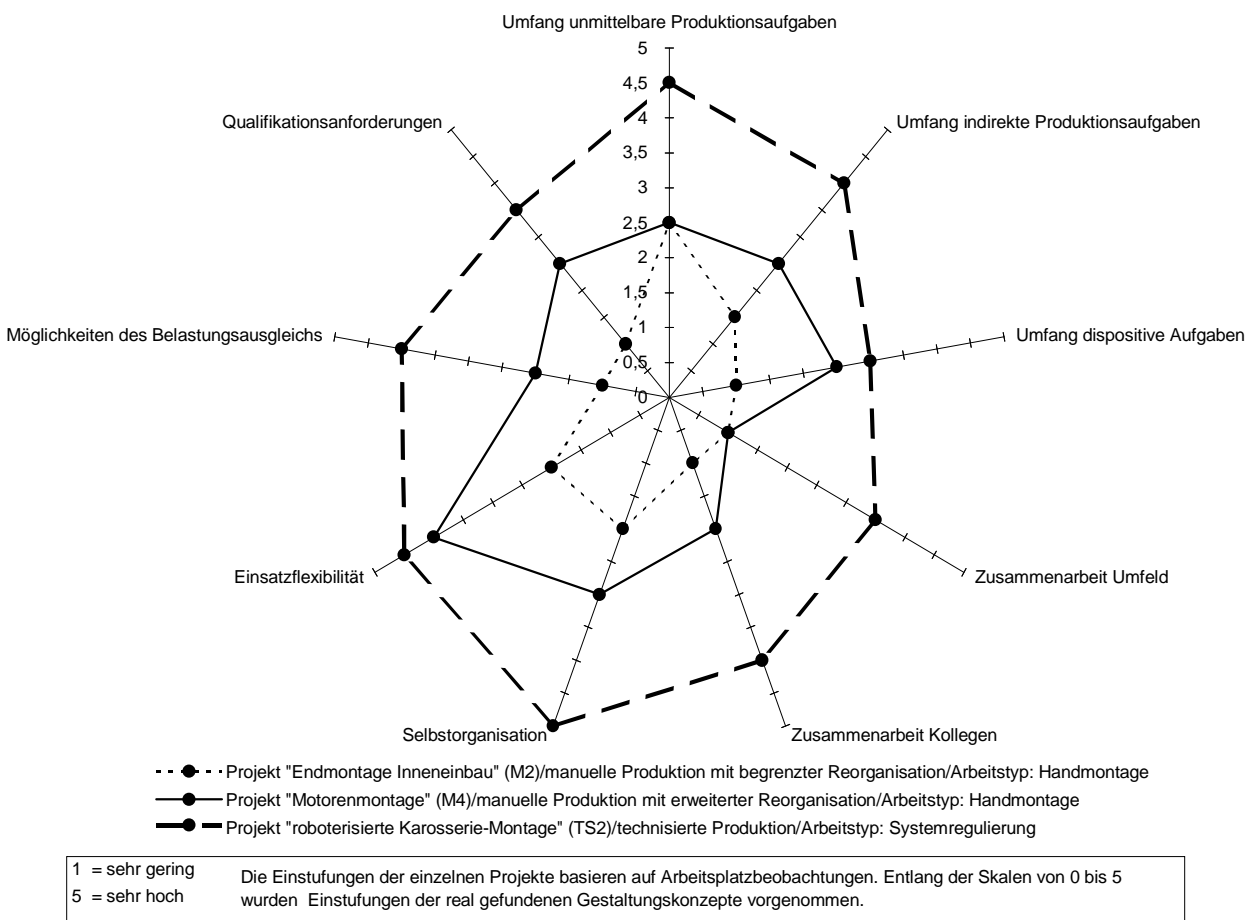 Umfang unmittelbare Produktionsaufgaben
5
4,5
4
3,5
3
2,5
2
1,5
1
0,5
0
Qualifikationsanforderungen
Umfang indirekte Produktionsaufgaben
Möglichkeiten des Belastungsausgleichs
Umfang dispositive Aufgaben
Einsatzflexibilität
Zusammenarbeit Umfeld
Selbstorganisation
Zusammenarbeit Kollegen
Projekt "Endmontage Inneneinbau" (M2)/manuelle Produktion mit begrenzter Reorganisation/Arbeitstyp: Handmontage
Projekt "Motorenmontage" (M4)/manuelle Produktion mit erweiterter Reorganisation/Arbeitstyp: Handmontage
Projekt "roboterisierte Karosserie-Montage" (TS2)/technisierte Produktion/Arbeitstyp: Systemregulierung
1 = sehr gering
5 = sehr hoch
Die Einstufungen der einzelnen Projekte basieren auf Arbeitsplatzbeobachtungen. Entlang der Skalen von 0 bis 5
wurden Einstufungen der real gefundenen Gestaltungskonzepte vorgenommen.